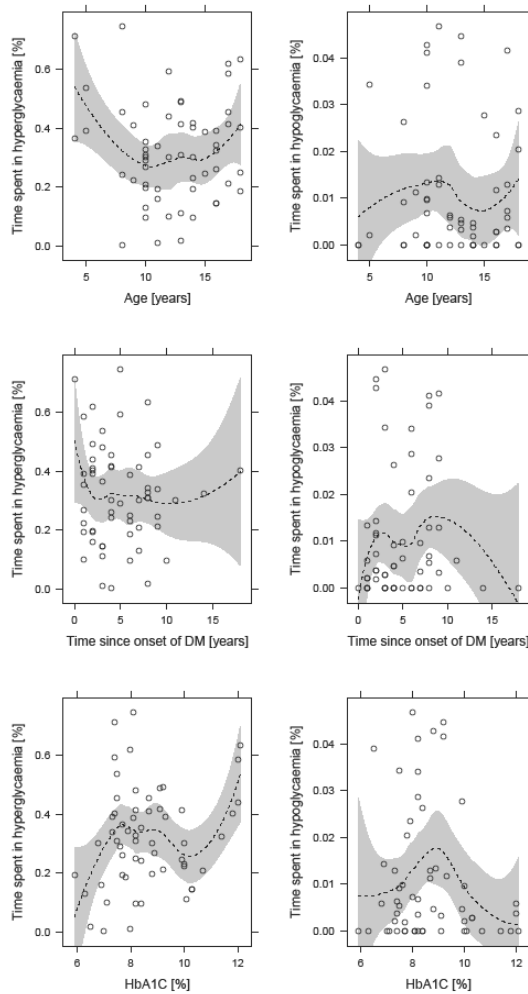 Time spent in hyperglycaemia [%]
0.6
0.4
0.2
0.0
5 10 15
Age [years]
Time spent in hypoglycaemia [%]
0.04
0.03
0.02
0.01
0.00
5 10 15
Age [years]
Time spent in hyperglycaemia [%]
0.6
0.4
0.2
0.0
0 5 10 15
Time since onset of DM [years]
Time spent in hypoglycaemia [%]
0.04
0.03
0.02
0.01
0.00
0 5 10 15
Time since onset of DM [years]
Time spent in hyperglycaemia [%]
0.6
0.4
0.2
0.0
6 8 10 12
HbA1C [%]
Time spent in hypoglycaemia [%]
0.04
0.03
0.02
0.01
0.00
6 8 10 12
HbA1C [%]